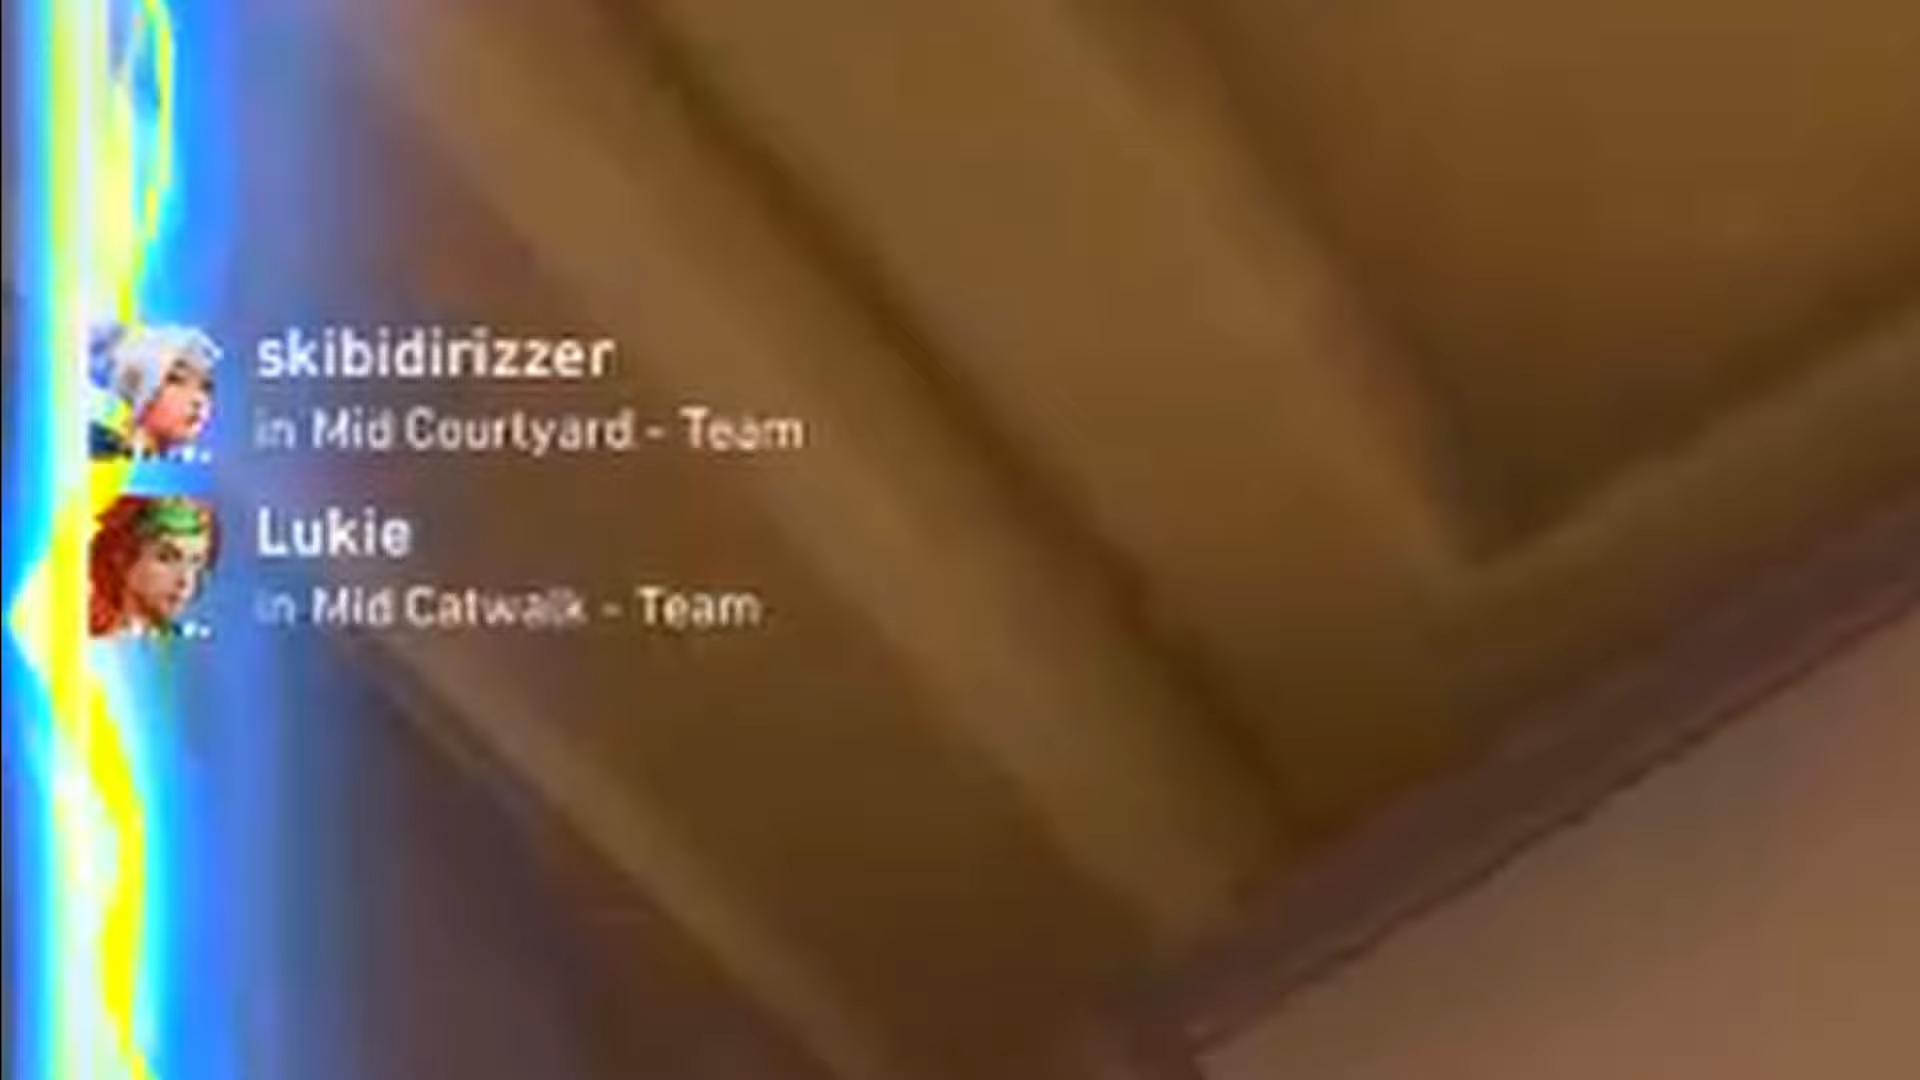 skibidirizzer
in Mid Courtyard - Team
Lukie
in Mid Catwalk - Team